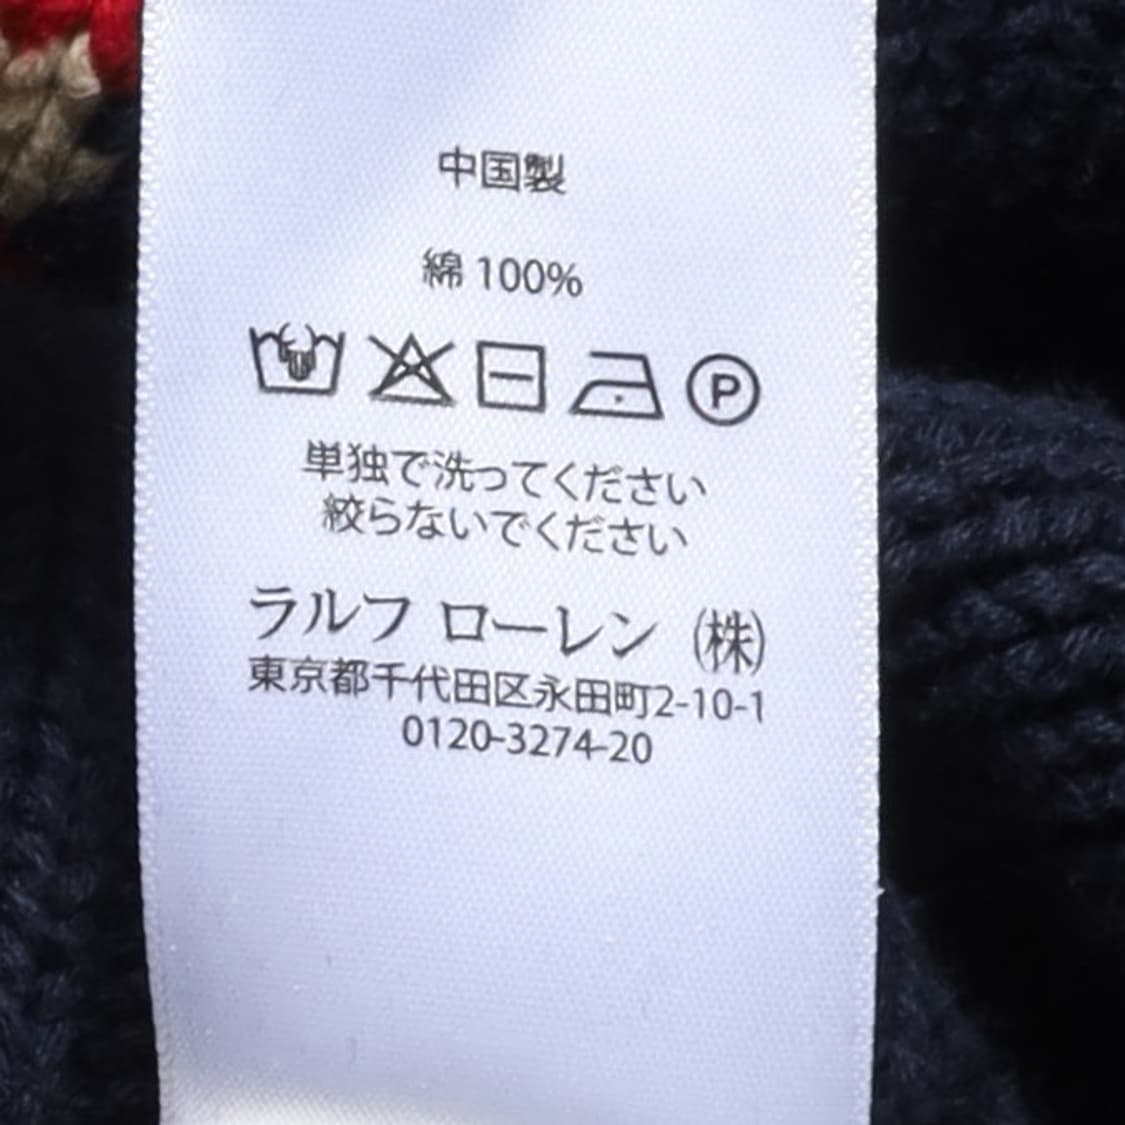 中国製
綿 100%
P
単独で洗ってください
絞らないでください
ラルフ ローレン (株)
東京都千代田区永田町2-10-1
0120-3274-20